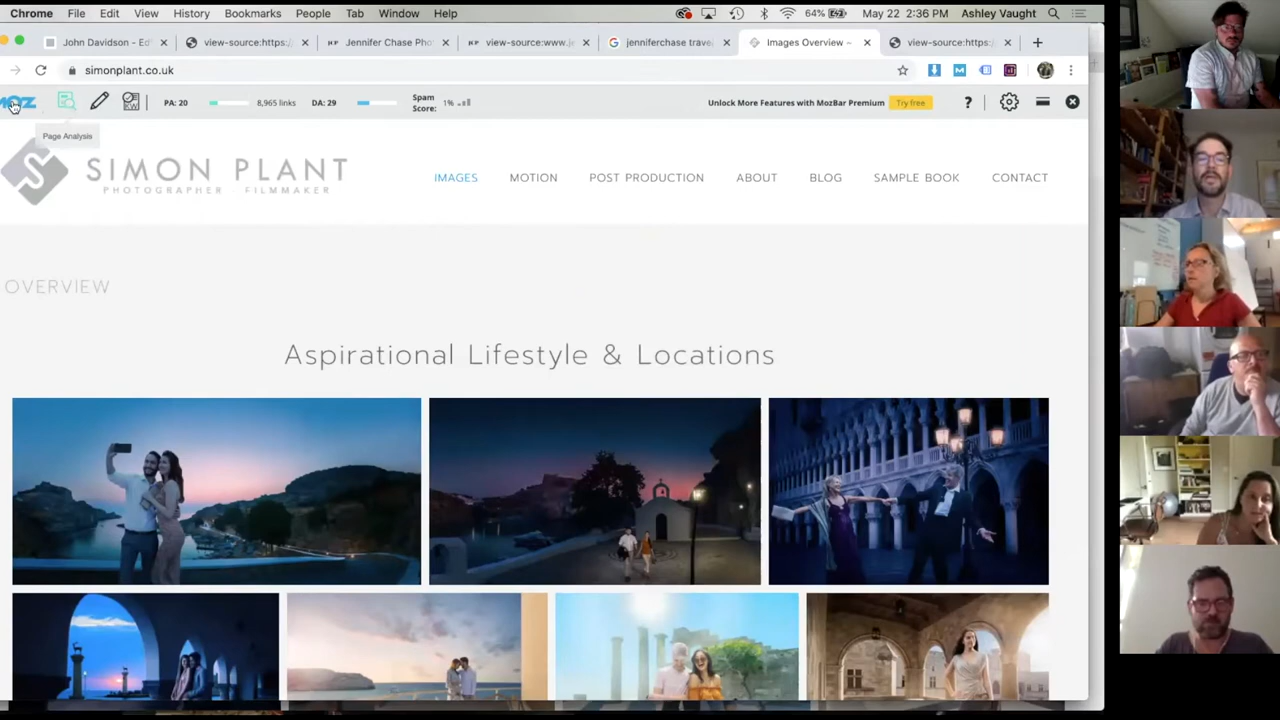 Chrome File Edit View History Bookmarks People Tab Window Help 64% May 22 2:36 PM Ashley Vaught
John Davidson - Ed view-source:https:/ Jennifer Chase Pho view-source:www.je jenniferchase trave Images Overview ~ view-source:https:/
simonplant.co.uk
MOZ PA: 20 8,965 links DA: 29 Spam Score: 1% Unlock More Features with MozBar Premium Try free ?
Page Analysis
S SIMON PLANT
PHOTOGRAPHER - FILMMAKER
IMAGES MOTION POST PRODUCTION ABOUT BLOG SAMPLE BOOK CONTACT
OVERVIEW
Aspirational Lifestyle & Locations